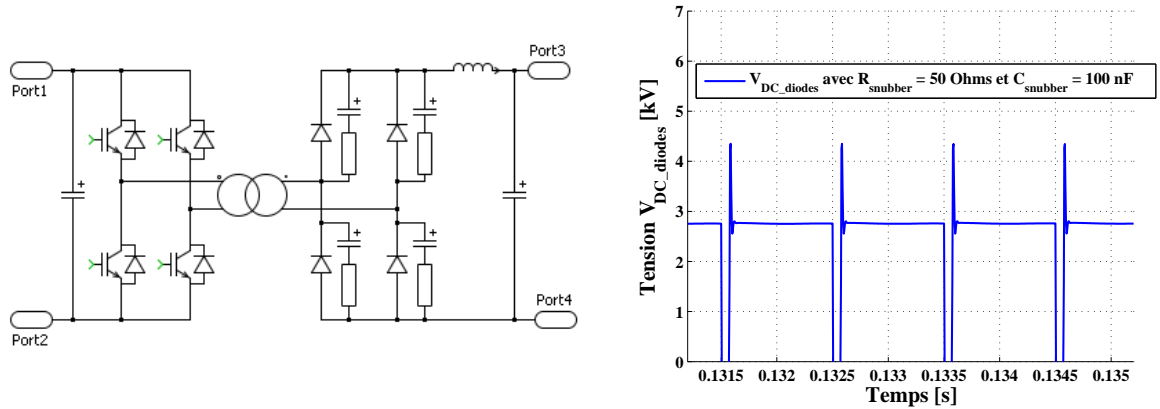 Port1
Port2
Port3
Port4
7
6
5
4
3
2
1
0
Tension V_DC_diodes [kV]
V_DC_diodes avec R_snubber = 50 Ohms et C_snubber = 100 nF
0.1315 0.132 0.1325 0.133 0.1335 0.134 0.1345 0.135
Temps [s]